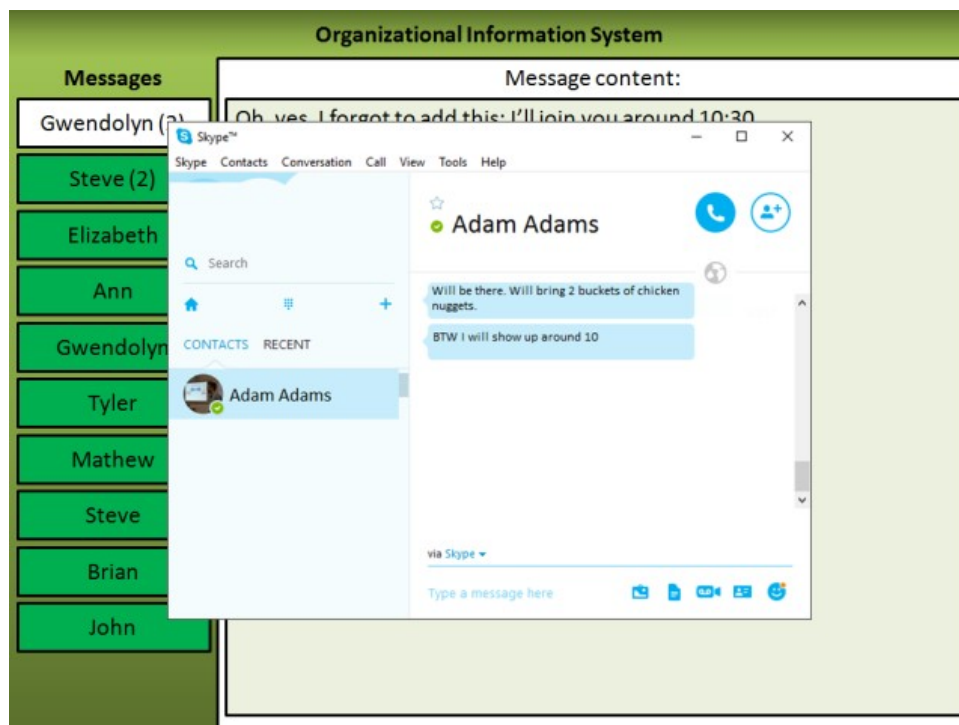 Organizational Information System
Messages
Message content:
Gwendolyn (2)
Oh, yes. I forgot to add this: I'll join you around 10:30
Steve (2)
Elizabeth
Ann
Gwendolyn
Tyler
Mathew
Steve
Brian
John
Skype™
Skype Contacts Conversation Call View Tools Help
Search
CONTACTS RECENT
Adam Adams
Adam Adams
Will be there. Will bring 2 buckets of chicken
nuggets.
BTW I will show up around 10
via Skype
Type a message here